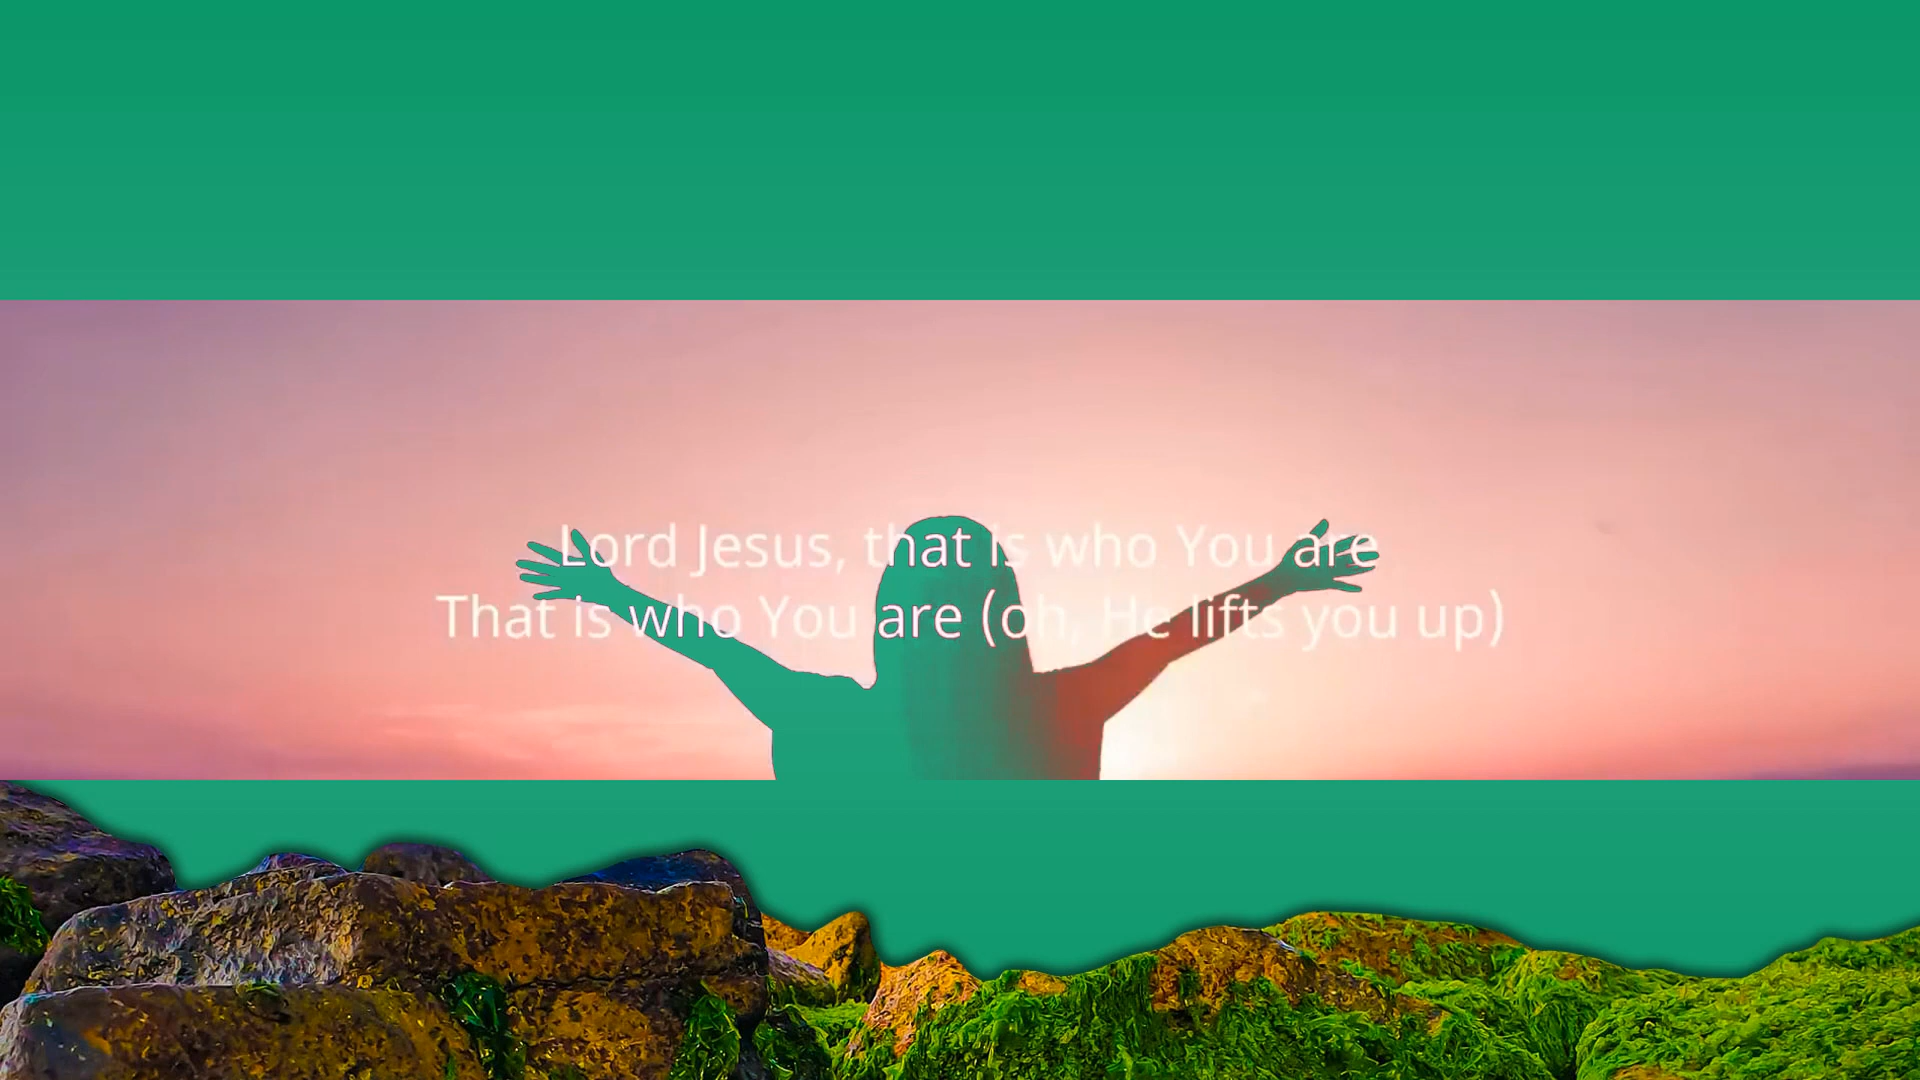 Lord Jesus, that is who You are
That is who You are (oh, He lifts you up)